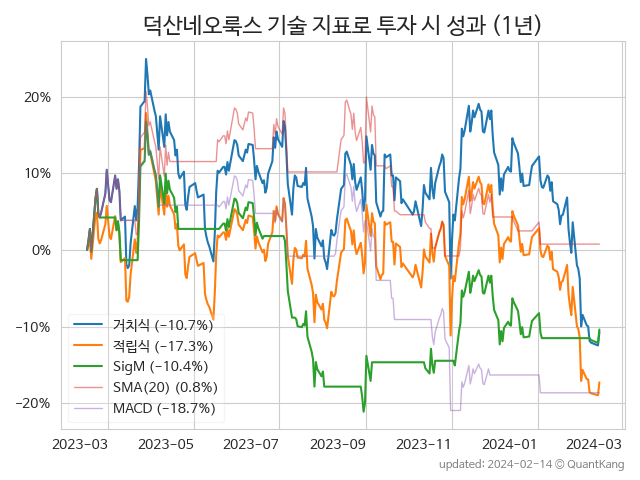 덕산네오룩스 기술 지표로 투자 시 성과 (1년)
20%
10%
0%
−10%
−20%
거치식 (−10.7%)
적립식 (−17.3%)
SigM (−10.4%)
SMA(20) (0.8%)
MACD (−18.7%)
2023-03 2023-05 2023-07 2023-09 2023-11 2024-01 2024-03
updated: 2024-02-14 © QuantKang